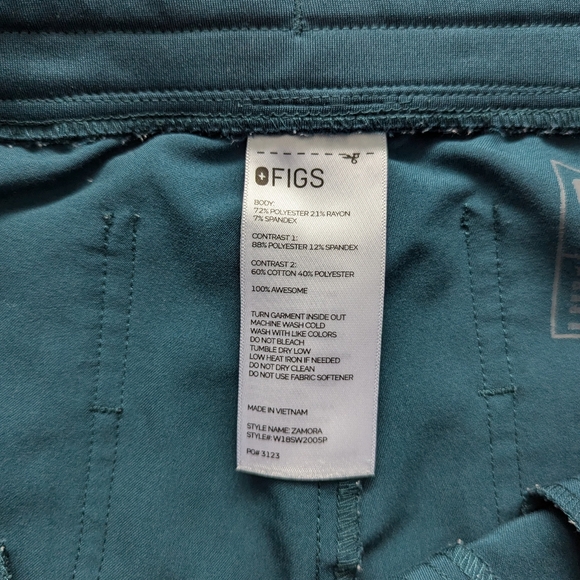 FIGS
BODY:
72% POLYESTER 21% RAYON
7% SPANDEX
CONTRAST 1:
88% POLYESTER 12% SPANDEX
CONTRAST 2:
60% COTTON 40% POLYESTER
100% AWESOME
TURN GARMENT INSIDE OUT
MACHINE WASH COLD
WASH WITH LIKE COLORS
DO NOT BLEACH
TUMBLE DRY LOW
LOW HEAT IRON IF NEEDED
DO NOT DRY CLEAN
DO NOT USE FABRIC SOFTENER
MADE IN VIETNAM
STYLE NAME: ZAMORA
STYLE#: W18SW2005P
PG# 3123